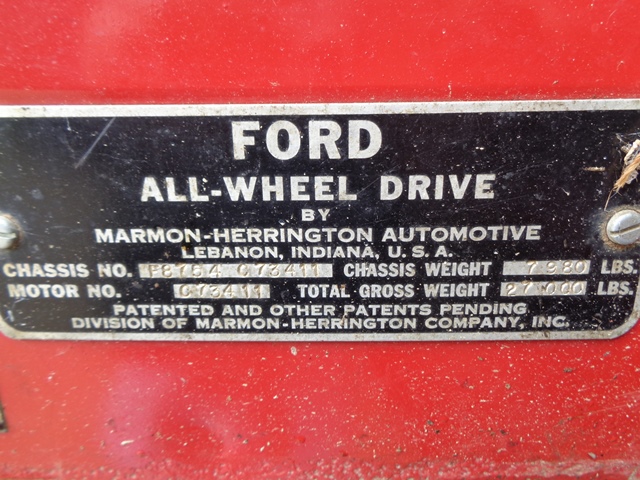 FORD
ALL-WHEEL DRIVE
BY
MARMON-HERRINGTON AUTOMOTIVE
LEBANON, INDIANA, U.S.A.
CHASSIS NO. F8754 C73411 CHASSIS WEIGHT 7980 LBS.
MOTOR NO. C73411 TOTAL GROSS WEIGHT 27000 LBS.
PATENTED AND OTHER PATENTS PENDING
DIVISION OF MARMON-HERRINGTON COMPANY, INC.